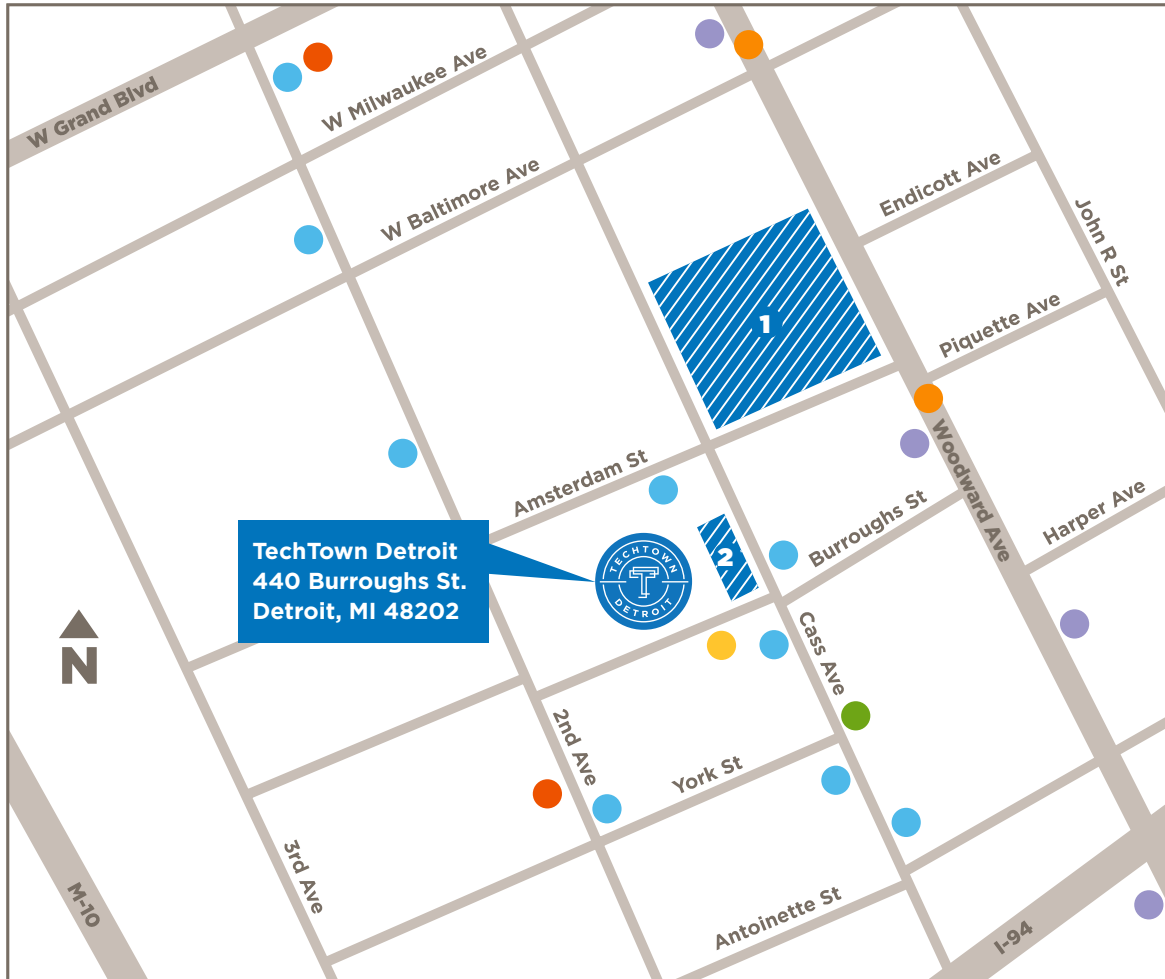 W Grand Blvd
W Milwaukee Ave
W Baltimore Ave
Endicott Ave
John R St
Piquette Ave
1
Woodward Ave
Amsterdam St
Burroughs St
Harper Ave
2
TechTown Detroit
440 Burroughs St.
Detroit, MI 48202
TECHTOWN
T
DETROIT
N
Cass Ave
2nd Ave
York St
3rd Ave
M-10
Antoinette St
I-94